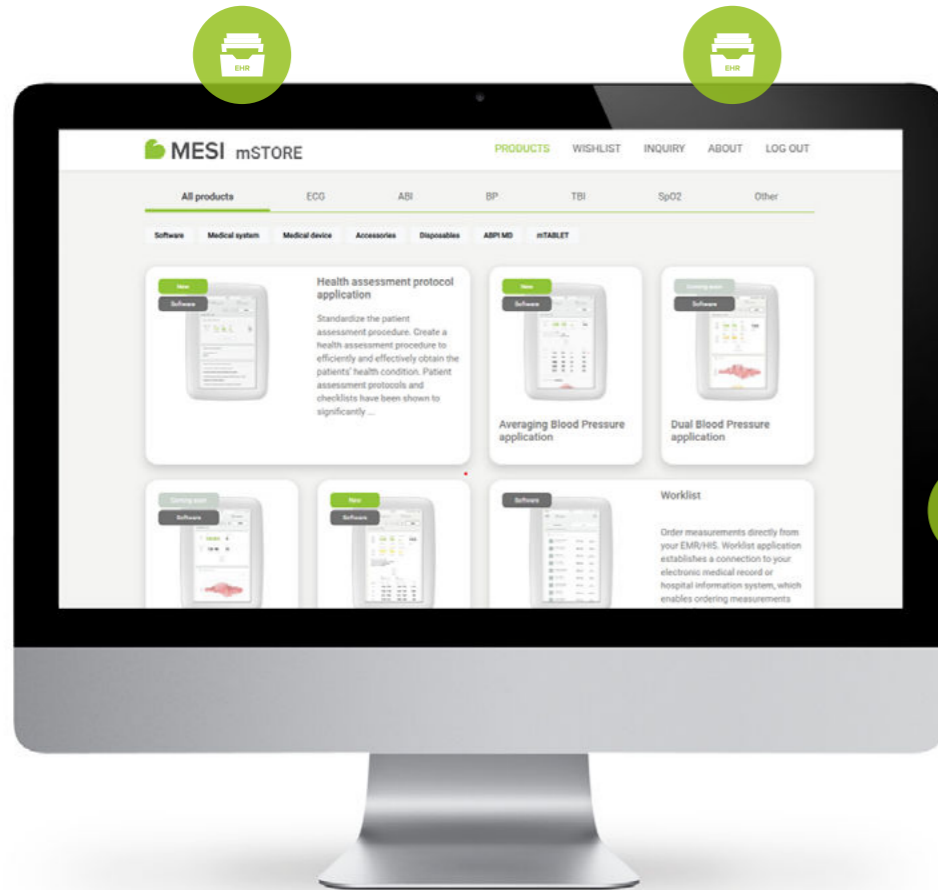 EHR
EHR
MESI mSTORE
PRODUCTS WISHLIST INQUIRY ABOUT LOG OUT
All products ECG ABI BP TBI SpO2 Other
Software Medical system Medical device Accessories Disposables ABPI MD mTABLET
New
Software
Health assessment protocol
application
Standardize the patient
assessment procedure. Create a
health assessment procedure to
efficiently and effectively obtain the
patients' health condition. Patient
assessment protocols and
checklists have been shown to
significantly ...
New
Software
Averaging Blood Pressure
application
Coming soon
Software
Dual Blood Pressure
application
Coming soon
Software
New
Software
Software
Worklist
Order measurements directly from
your EMR/HIS. Worklist application
establishes a connection to your
electronic medical record or
hospital information system, which
enables ordering measurements